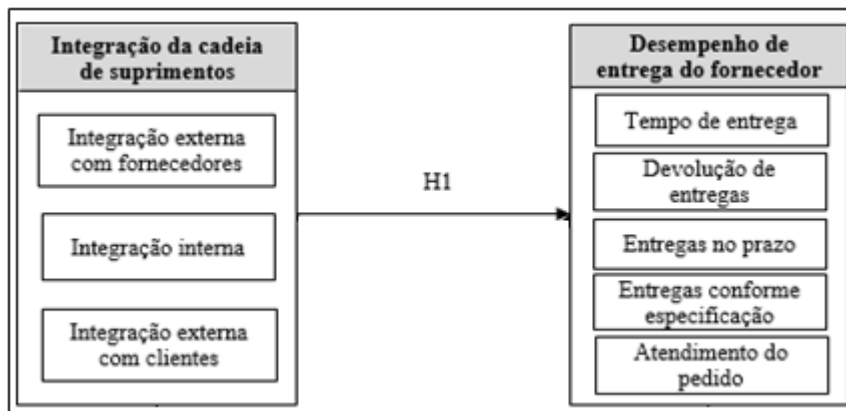 Integração da cadeia
de suprimentos
Integração externa
com fornecedores
Integração interna
Integração externa
com clientes
H1
Desempenho de
entrega do fornecedor
Tempo de entrega
Devolução de
entregas
Entregas no prazo
Entregas conforme
especificação
Atendimento do
pedido